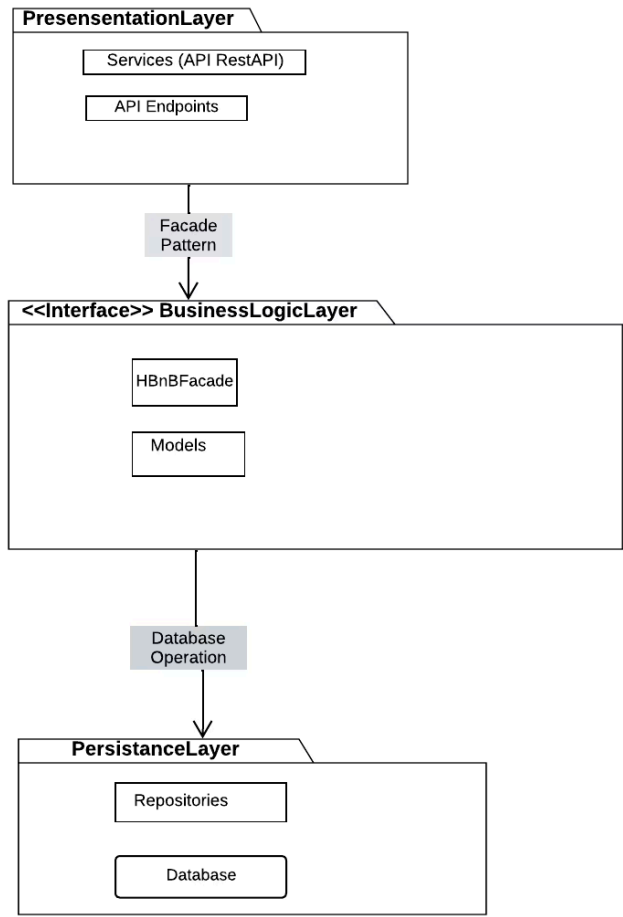 PresensentationLayer
Services (API RestAPI)
API Endpoints
Facade
Pattern
<<Interface>> BusinessLogicLayer
HBnBFacade
Models
Database
Operation
PersistanceLayer
Repositories
Database